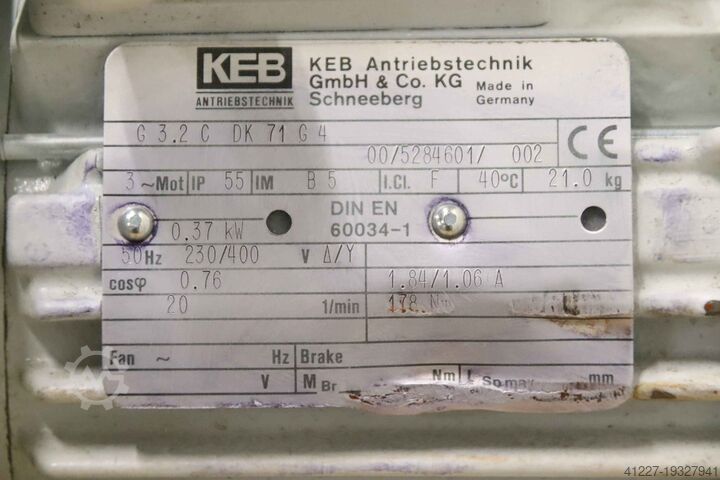 KEB
ANTRIEBSTECHNIK
KEB Antriebstechnik
GmbH & Co. KG
Schneeberg
Made in
Germany
G 3.2 C DK 71 G 4
00/5284601/ 002
CE
3 ~Mot IP 55 IM B 5 I.Cl. F 40°C 21.0 kg
0.37 kW DIN EN
60034-1
50Hz 230/400 V Δ/Y
cosφ 0.76 1.84/1.06 A
20 1/min 178 Nm
Fan ~ Hz Brake
V M Br Nm mm
41227-19327941